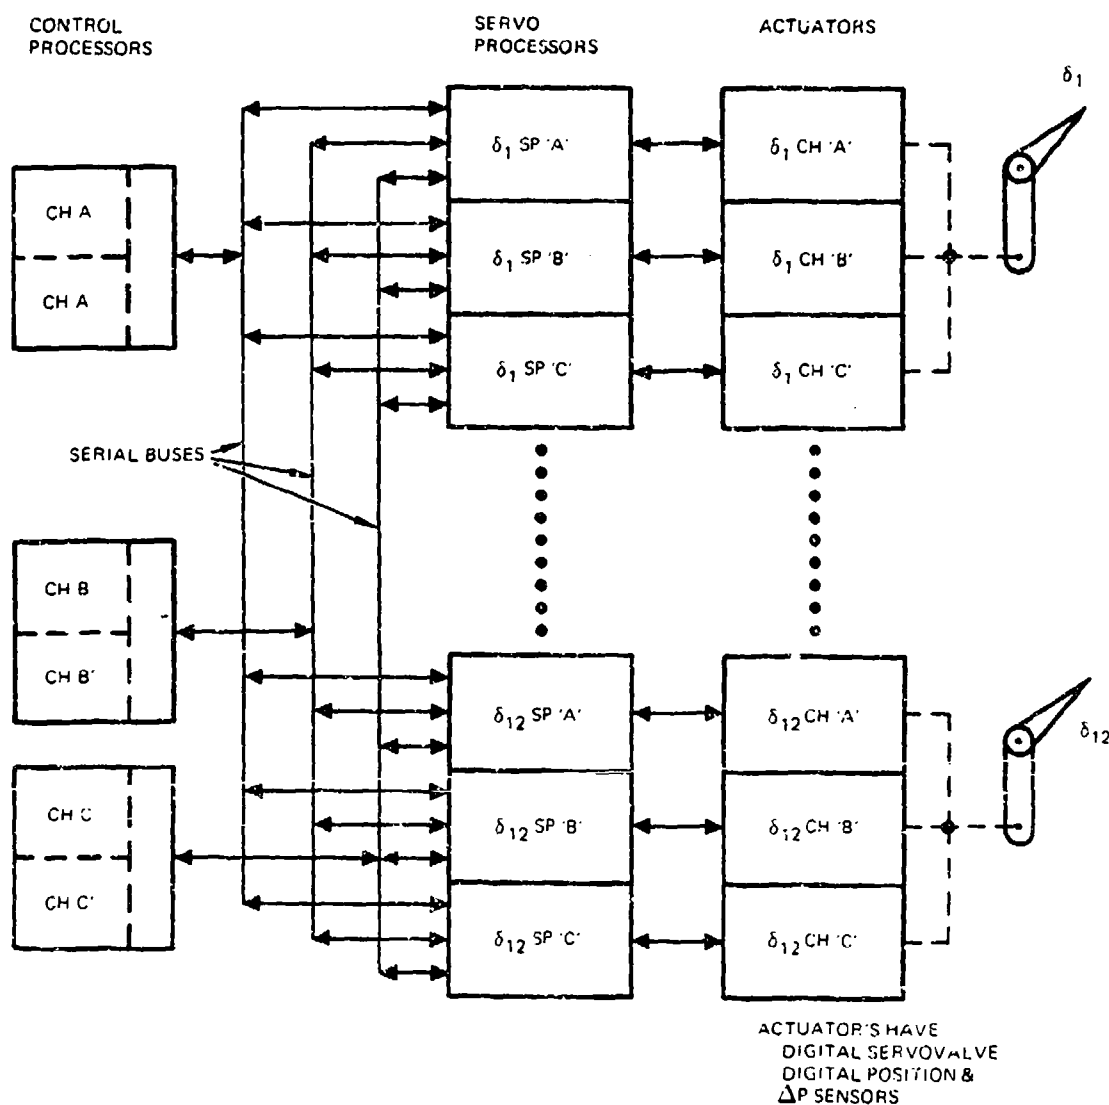 CONTROL
PROCESSORS
SERVO
PROCESSORS
ACTUATORS
δ₁
CH A
CH A
δ₁ SP 'A'
δ₁ CH 'A'
δ₁ SP 'B'
δ₁ CH 'B'
δ₁ SP 'C'
δ₁ CH 'C'
SERIAL BUSES
CH B
CH B'
δ₁₂ SP 'A'
δ₁₂ CH 'A'
δ₁₂
CH C
CH C'
δ₁₂ SP 'B'
δ₁₂ CH 'B'
δ₁₂ SP 'C'
δ₁₂ CH 'C'
ACTUATOR'S HAVE
DIGITAL SERVOVALVE
DIGITAL POSITION &
ΔP SENSORS